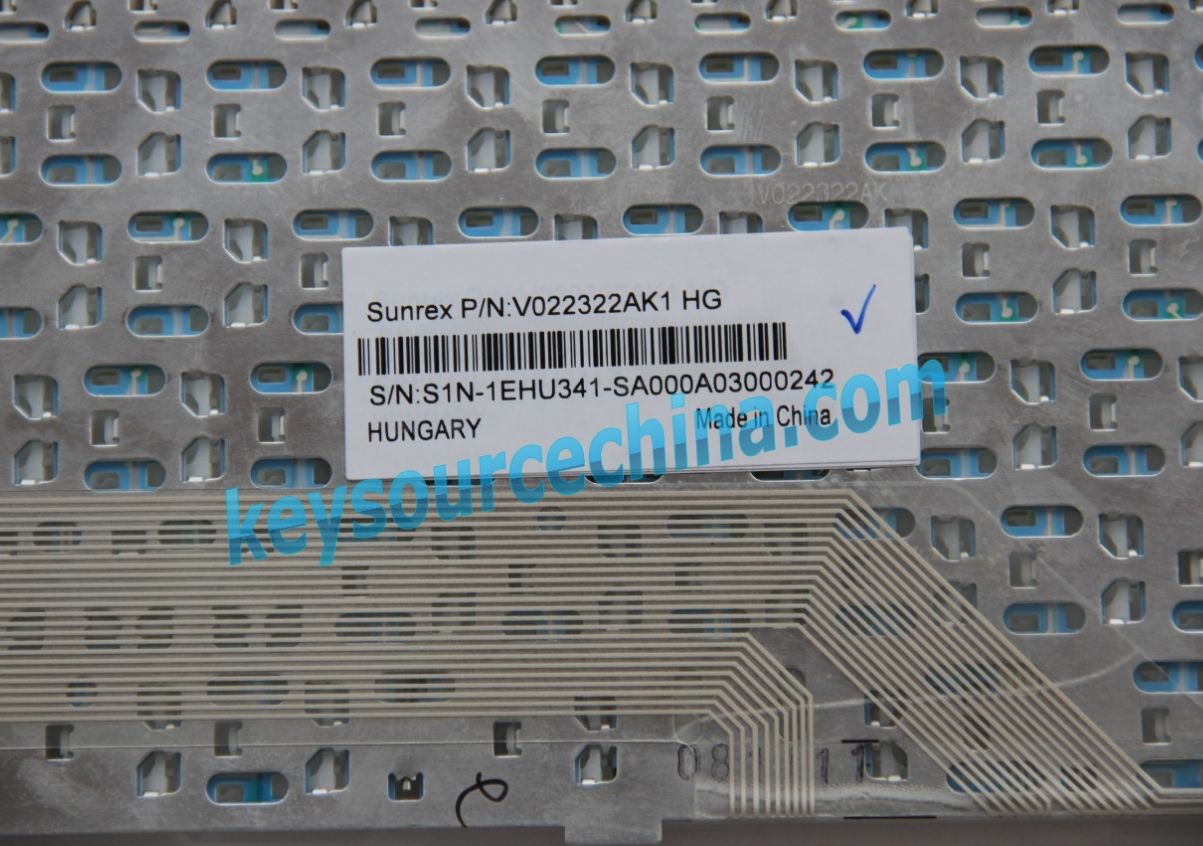 V022322AK
Sunrex P/N:V022322AK1 HG
S/N:S1N-1EHU341-SA000A03000242
HUNGARY
Made in China
keysourcechina.com